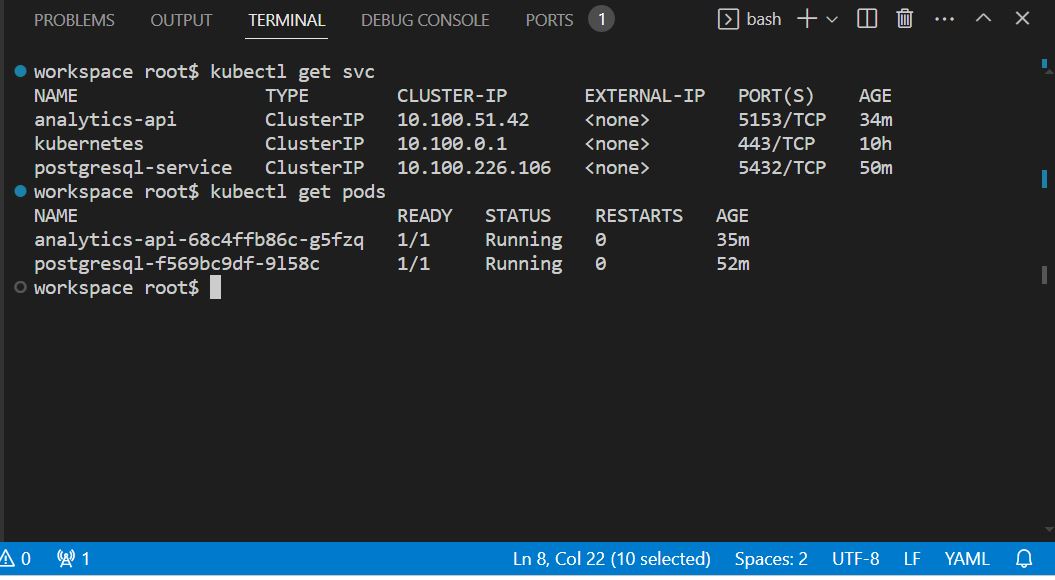 PROBLEMS OUTPUT TERMINAL DEBUG CONSOLE PORTS 1 bash
workspace root$ kubectl get svc
NAME TYPE CLUSTER-IP EXTERNAL-IP PORT(S) AGE
analytics-api ClusterIP 10.100.51.42 <none> 5153/TCP 34m
kubernetes ClusterIP 10.100.0.1 <none> 443/TCP 10h
postgresql-service ClusterIP 10.100.226.106 <none> 5432/TCP 50m
workspace root$ kubectl get pods
NAME READY STATUS RESTARTS AGE
analytics-api-68c4ffb86c-g5fzq 1/1 Running 0 35m
postgresql-f569bc9df-9l58c 1/1 Running 0 52m
workspace root$
0 1 Ln 8, Col 22 (10 selected) Spaces: 2 UTF-8 LF YAML